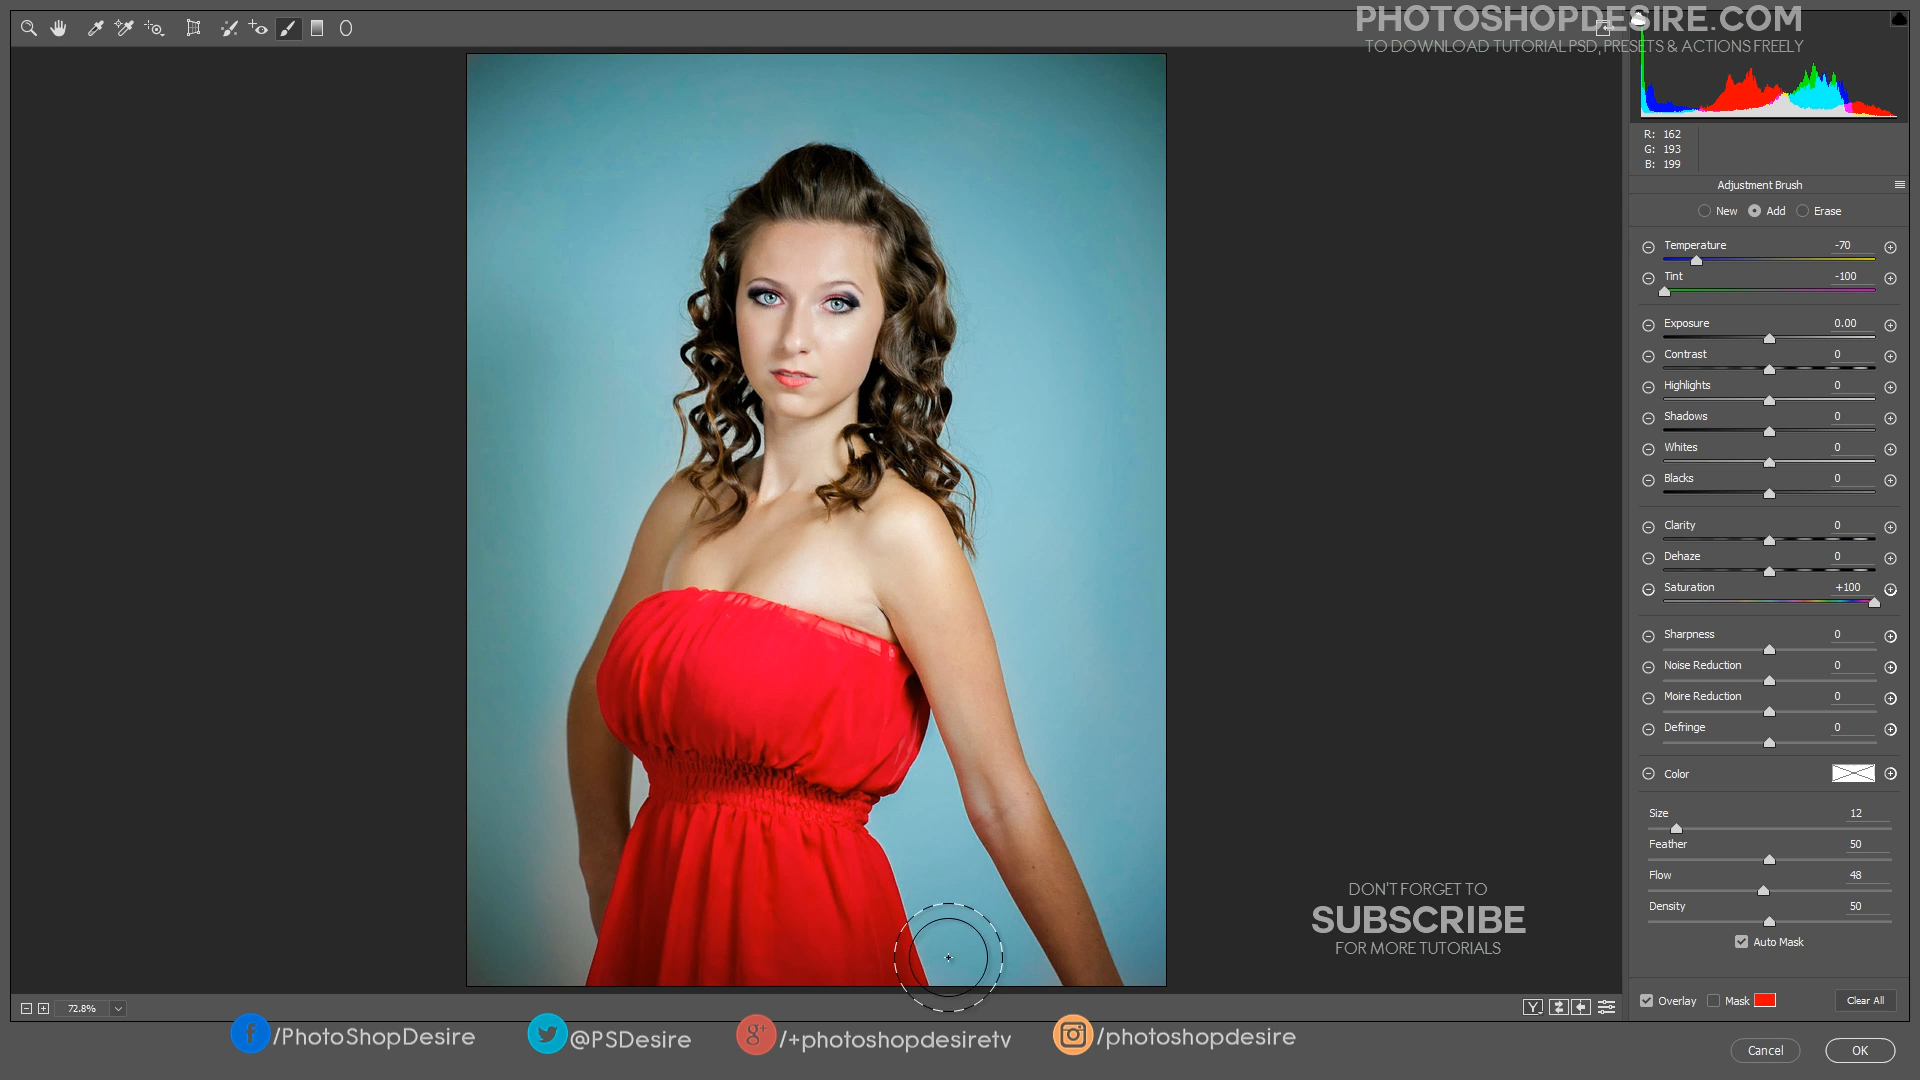 PHOTOSHOPDESIRE.COM
TO DOWNLOAD TUTORIAL PSD, PRESETS & ACTIONS FREELY
R: 162
G: 193
B: 199
Adjustment Brush
New Add Erase
Temperature -70
Tint -100
Exposure 0.00
Contrast 0
Highlights 0
Shadows 0
Whites 0
Blacks 0
Clarity 0
Dehaze 0
Saturation +100
Sharpness 0
Noise Reduction 0
Moire Reduction 0
Defringe 0
Color
Size 12
Feather 50
Flow 48
Density 50
Auto Mask
DON'T FORGET TO
SUBSCRIBE
FOR MORE TUTORIALS
Overlay Mask Clear All
72.8% Y
f /PhotoShopDesire @PSDesire g+ /+photoshopdesiretv /photoshopdesire
Cancel OK